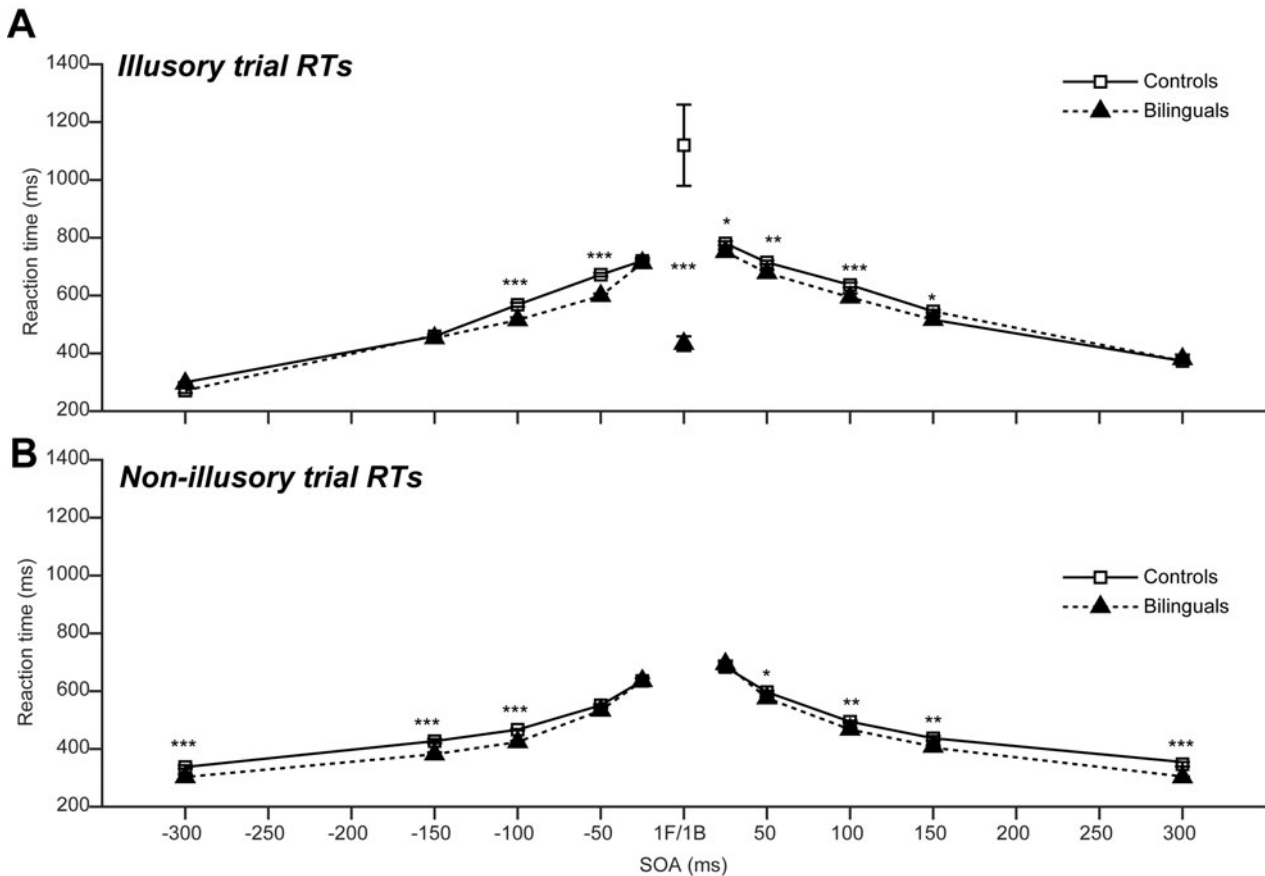 A
Illusory trial RTs
1400
1200
1000
800
600
400
200
Reaction time (ms)
Controls
Bilinguals
***
***
***
*
**
***
*
B
Non-illusory trial RTs
1400
1200
1000
800
600
400
200
Reaction time (ms)
Controls
Bilinguals
***
***
***
*
**
**
***
-300 -250 -200 -150 -100 -50 1F/1B 50 100 150 200 250 300
SOA (ms)